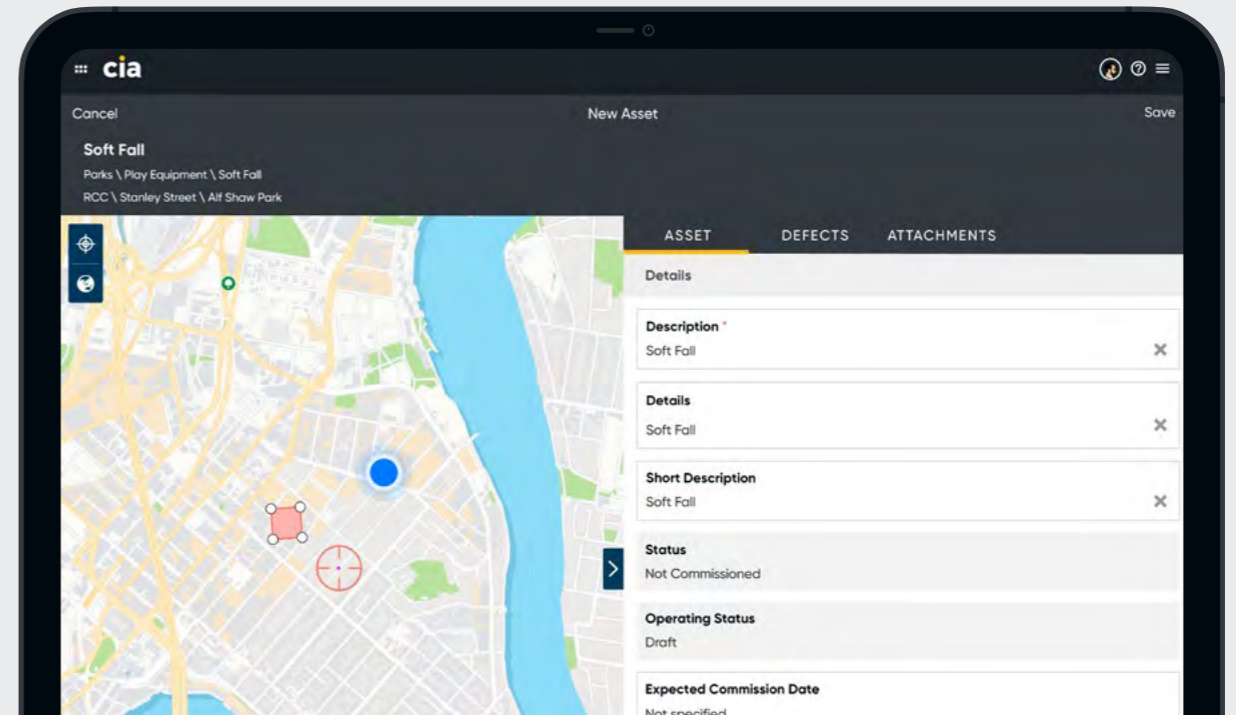 cia
Cancel
New Asset
Save
Soft Fall
Parks \ Play Equipment \ Soft Fall
RCC \ Stanley Street \ Alf Shaw Park
ASSET
DEFECTS
ATTACHMENTS
Details
Description *
Soft Fall
Details
Soft Fall
Short Description
Soft Fall
Status
Not Commissioned
Operating Status
Draft
Expected Commission Date
Not specified